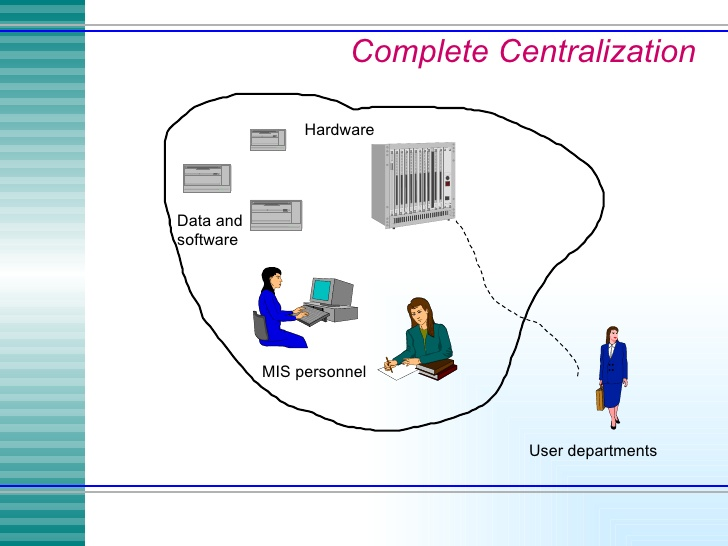 Complete Centralization
Hardware
Data and
software
MIS personnel
User departments